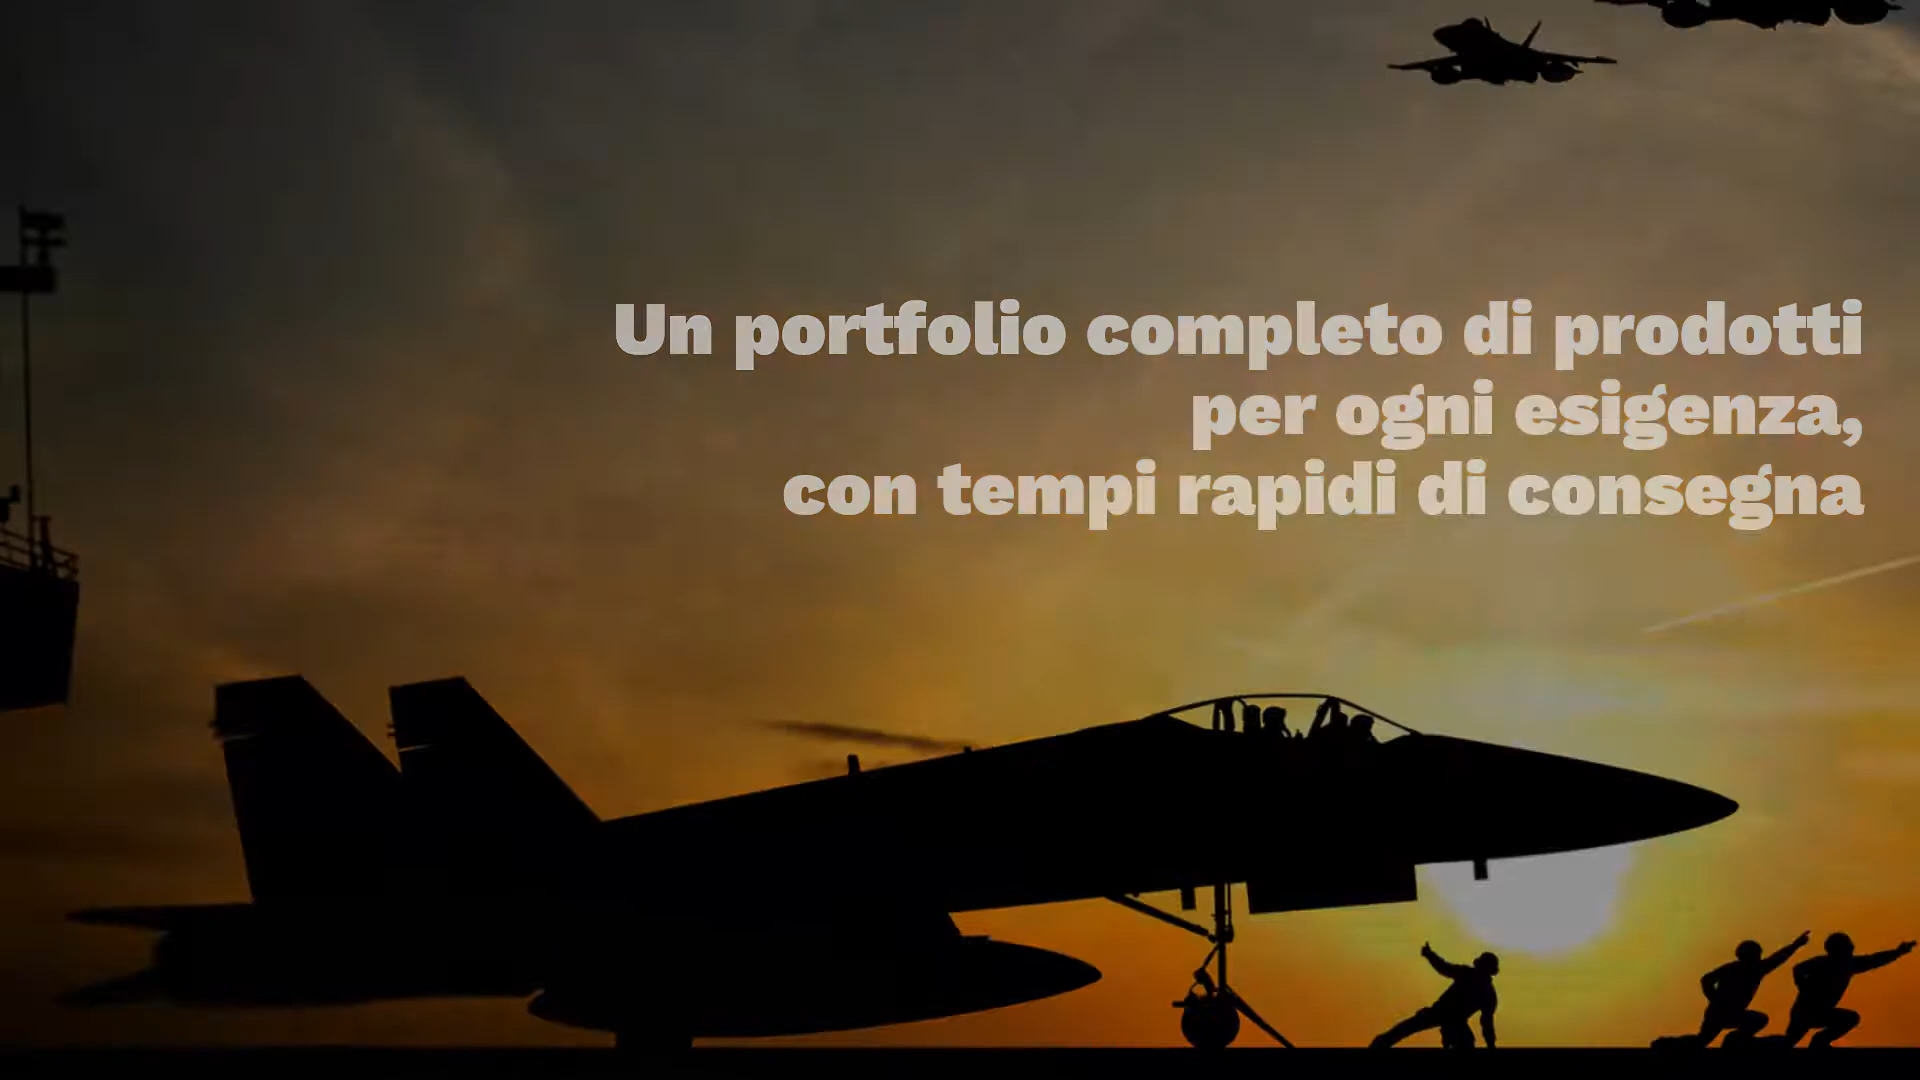 Un portfolio completo di prodotti
per ogni esigenza,
con tempi rapidi di consegna